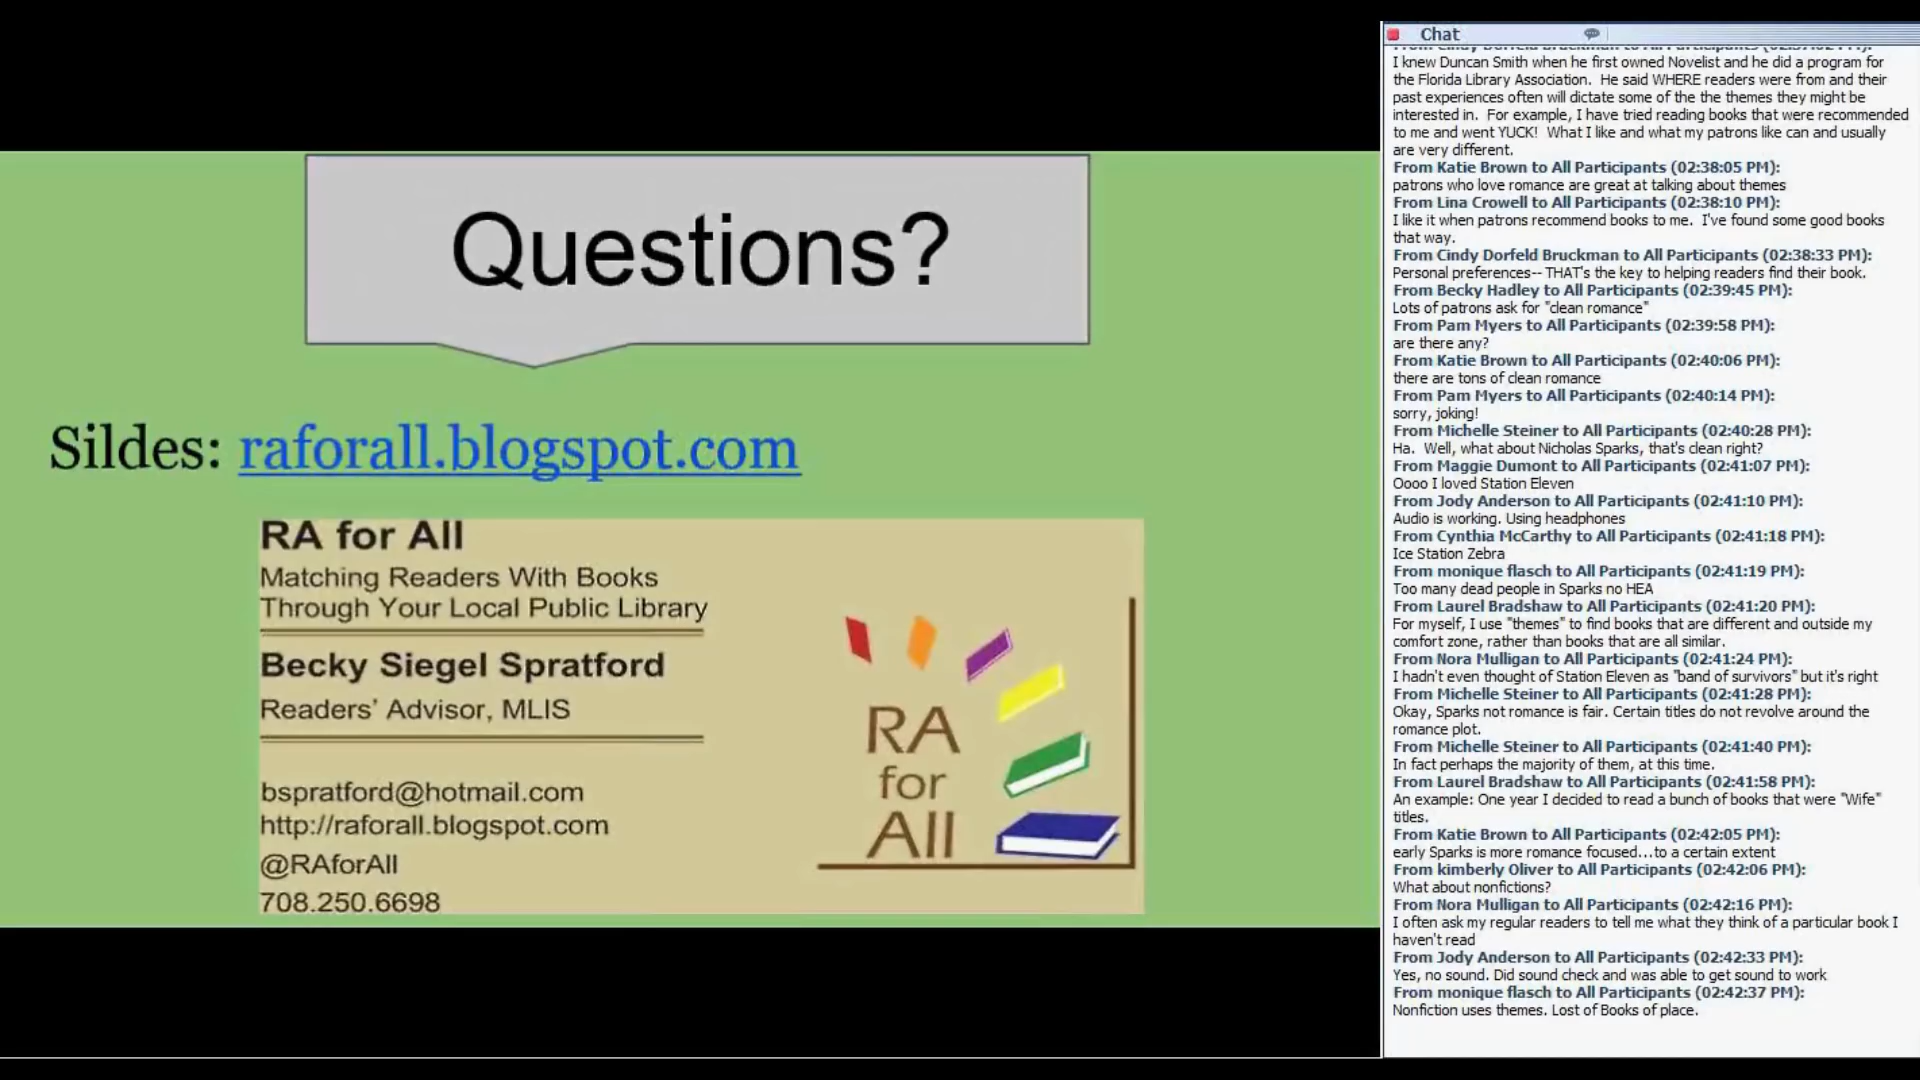 Questions?
Sildes: raforall.blogspot.com
RA for All
Matching Readers With Books
Through Your Local Public Library
Becky Siegel Spratford
Readers’ Advisor, MLIS
bspratford@hotmail.com
http://raforall.blogspot.com
@RAforAll
708.250.6698
RA
for
All
Chat
I knew Duncan Smith when he first owned Novelist and he did a program for
the Florida Library Association. He said WHERE readers were from and their
past experiences often will dictate some of the the themes they might be
interested in. For example, I have tried reading books that were recommended
to me and went YUCK! What I like and what my patrons like can and usually
are very different.
From Katie Brown to All Participants (02:38:05 PM):
patrons who love romance are great at talking about themes
From Lina Crowell to All Participants (02:38:10 PM):
I like it when patrons recommend books to me. I've found some good books
that way.
From Cindy Dorfeld Bruckman to All Participants (02:38:33 PM):
Personal preferences-- THAT's the key to helping readers find their book.
From Becky Hadley to All Participants (02:39:45 PM):
Lots of patrons ask for "clean romance"
From Pam Myers to All Participants (02:39:58 PM):
are there any?
From Katie Brown to All Participants (02:40:06 PM):
there are tons of clean romance
From Pam Myers to All Participants (02:40:14 PM):
sorry, joking!
From Michelle Steiner to All Participants (02:40:28 PM):
Ha. Well, what about Nicholas Sparks, that's clean right?
From Maggie Dumont to All Participants (02:41:07 PM):
Oooo I loved Station Eleven
From Jody Anderson to All Participants (02:41:10 PM):
Audio is working. Using headphones
From Cynthia McCarthy to All Participants (02:41:18 PM):
Ice Station Zebra
From monique flasch to All Participants (02:41:19 PM):
Too many dead people in Sparks no HEA
From Laurel Bradshaw to All Participants (02:41:20 PM):
For myself, I use "themes" to find books that are different and outside my
comfort zone, rather than books that are all similar.
From Nora Mulligan to All Participants (02:41:24 PM):
I hadn't even thought of Station Eleven as "band of survivors" but it's right
From Michelle Steiner to All Participants (02:41:28 PM):
Okay, Sparks not romance is fair. Certain titles do not revolve around the
romance plot.
From Michelle Steiner to All Participants (02:41:40 PM):
In fact perhaps the majority of them, at this time.
From Laurel Bradshaw to All Participants (02:41:58 PM):
An example: One year I decided to read a bunch of books that were "Wife"
titles.
From Katie Brown to All Participants (02:42:05 PM):
early Sparks is more romance focused...to a certain extent
From kimberly Oliver to All Participants (02:42:06 PM):
What about nonfictions?
From Nora Mulligan to All Participants (02:42:16 PM):
I often ask my regular readers to tell me what they think of a particular book I
haven't read
From Jody Anderson to All Participants (02:42:33 PM):
Yes, no sound. Did sound check and was able to get sound to work
From monique flasch to All Participants (02:42:37 PM):
Nonfiction uses themes. Lost of Books of place.